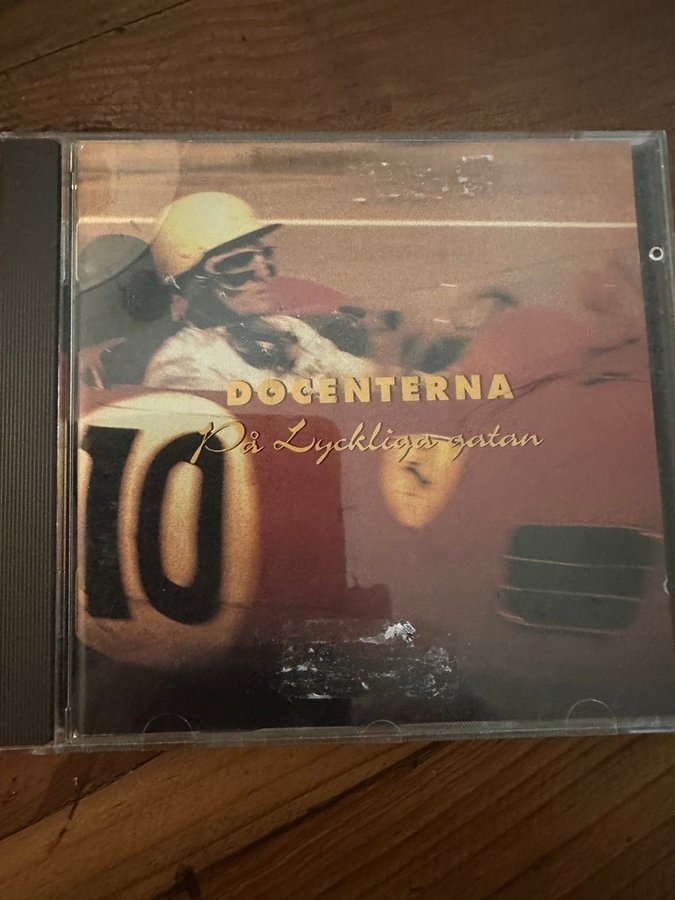 DOCENTERNA
På Lyckliga gatan
10